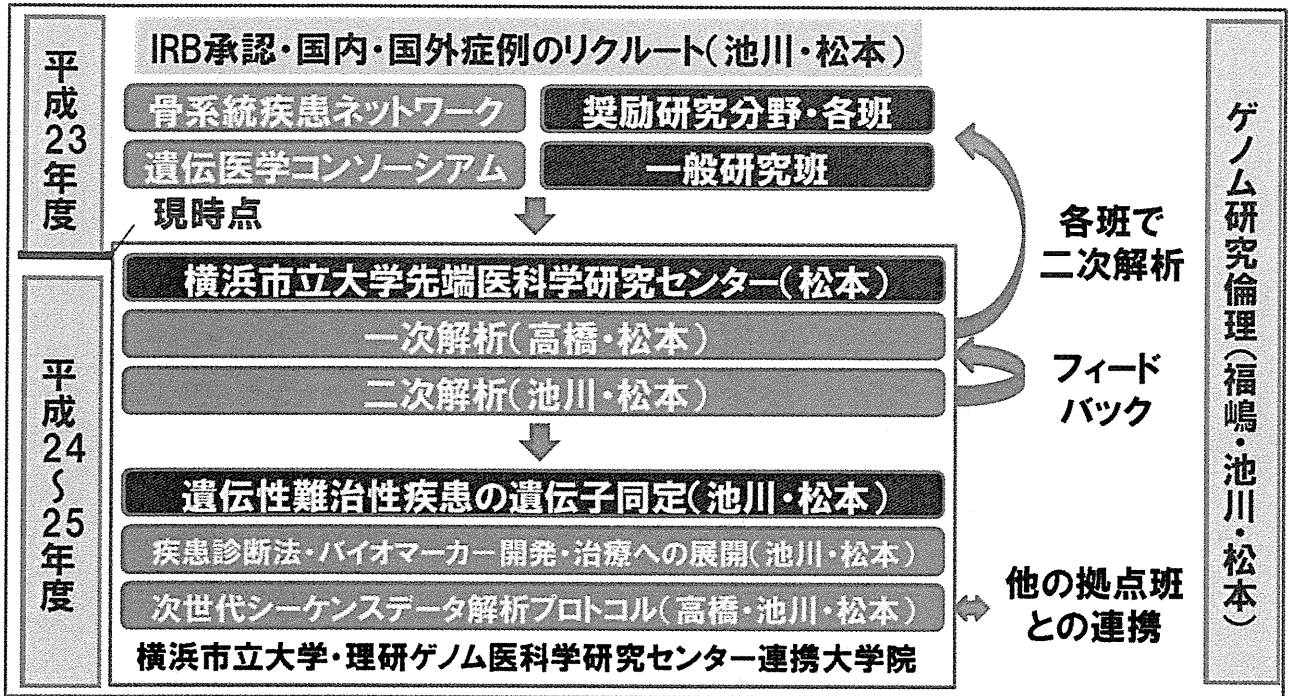 平成23年度
IRB承認・国内・国外症例のリクルート(池川・松本)
骨系統疾患ネットワーク
奨励研究分野・各班
遺伝医学コンソーシアム
一般研究班
現時点
各班で
二次解析
平成24~25年度
横浜市立大学先端医科学研究センター(松本)
一次解析(高橋・松本)
二次解析(池川・松本)
フィード
バック
遺伝性難治性疾患の遺伝子同定(池川・松本)
疾患診断法・バイオマーカー開発・治療への展開(池川・松本)
次世代シーケンスデータ解析プロトコル(高橋・池川・松本)
他の拠点班
との連携
横浜市立大学・理研ゲノム医科学研究センター連携大学院
ゲノム研究倫理(福嶋・池川・松本)